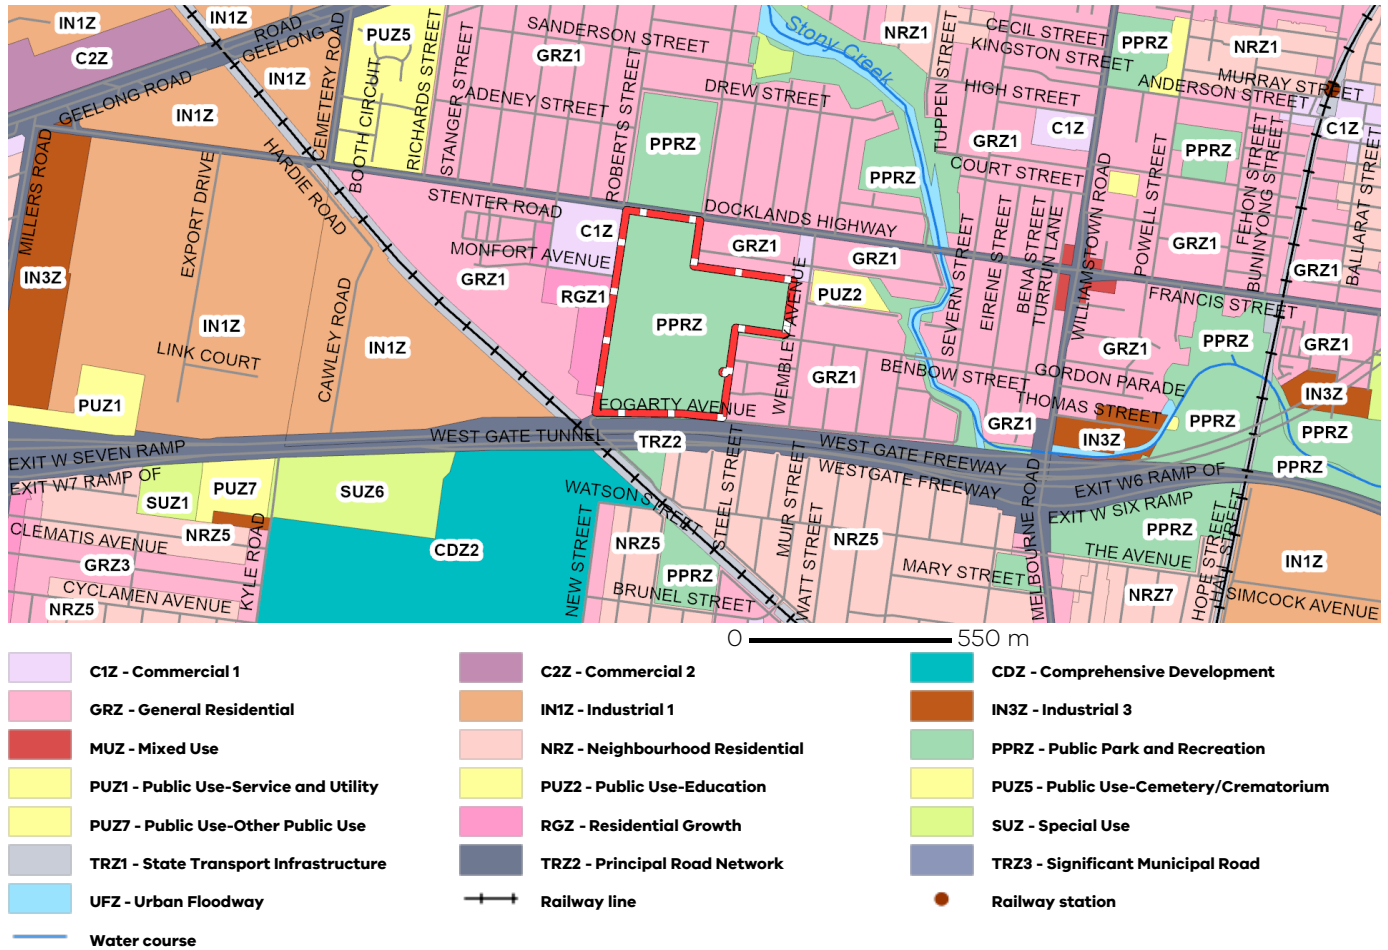 IN1Z
C2Z
IN1Z
GEELONG ROAD
GEELONG ROAD
IN1Z
IN1Z
CEMETERY ROAD
PUZ5
BOOTH CIRCUIT
RICHARDS STREET
STANGER STREET
SANDERSON STREET
GRZ1
ADENEY STREET
ROBERTS STREET
DREW STREET
Stony Creek
NRZ1
TUPPEN STREET
CECIL STREET
KINGSTON STREET
PPRZ
NRZ1
MURRAY STREET
ANDERSON STREET
HIGH STREET
C1Z
C1Z
GRZ1
COURT STREET
PPRZ
PPRZ
PPRZ
MILLERS ROAD
EXPORT DRIVE
HARDIE ROAD
STENTER ROAD
C1Z
DOCKLANDS HIGHWAY
WILLIAMSTOWN ROAD
POWELL STREET
FEHON STREET
BUNINYONG STREET
BALLARAT STREET
MONFORT AVENUE
GRZ1
GRZ1
GRZ1
GRZ1
GRZ1
IN3Z
RGZ1
PUZ2
WEMBLEY AVENUE
SEVERN STREET
EIRENE STREET
BENA STREET
TURRUN LANE
FRANCIS STREET
IN1Z
LINK COURT
CAWLEY ROAD
IN1Z
PPRZ
PPRZ
GRZ1
GRZ1
GRZ1
BENBOW STREET
GORDON PARADE
THOMAS STREET
IN3Z
PUZ1
FOGARTY AVENUE
GRZ1
IN3Z
PPRZ
PPRZ
PPRZ
WEST GATE TUNNEL
TRZ2
WEST GATE FREEWAY
WESTGATE FREEWAY
EXIT W SEVEN RAMP
EXIT W7 RAMP OF
EXIT W6 RAMP OF
EXIT W SIX RAMP
SUZ1
PUZ7
SUZ6
WATSON STREET
STEEL STREET
MUIR STREET
WATT STREET
MELBOURNE ROAD
PPRZ
HOPE STREET
HALL STREET
NRZ5
CLEMATIS AVENUE
GRZ3
KYLE ROAD
CDZ2
NEW STREET
NRZ5
NRZ5
THE AVENUE
IN1Z
CYCLAMEN AVENUE
NRZ5
PPRZ
BRUNEL STREET
MARY STREET
NRZ7
SIMCOCK AVENUE
0 550 m
C1Z - Commercial 1
C2Z - Commercial 2
CDZ - Comprehensive Development
GRZ - General Residential
IN1Z - Industrial 1
IN3Z - Industrial 3
MUZ - Mixed Use
NRZ - Neighbourhood Residential
PPRZ - Public Park and Recreation
PUZ1 - Public Use-Service and Utility
PUZ2 - Public Use-Education
PUZ5 - Public Use-Cemetery/Crematorium
PUZ7 - Public Use-Other Public Use
RGZ - Residential Growth
SUZ - Special Use
TRZ1 - State Transport Infrastructure
TRZ2 - Principal Road Network
TRZ3 - Significant Municipal Road
UFZ - Urban Floodway
Railway line
Railway station
Water course